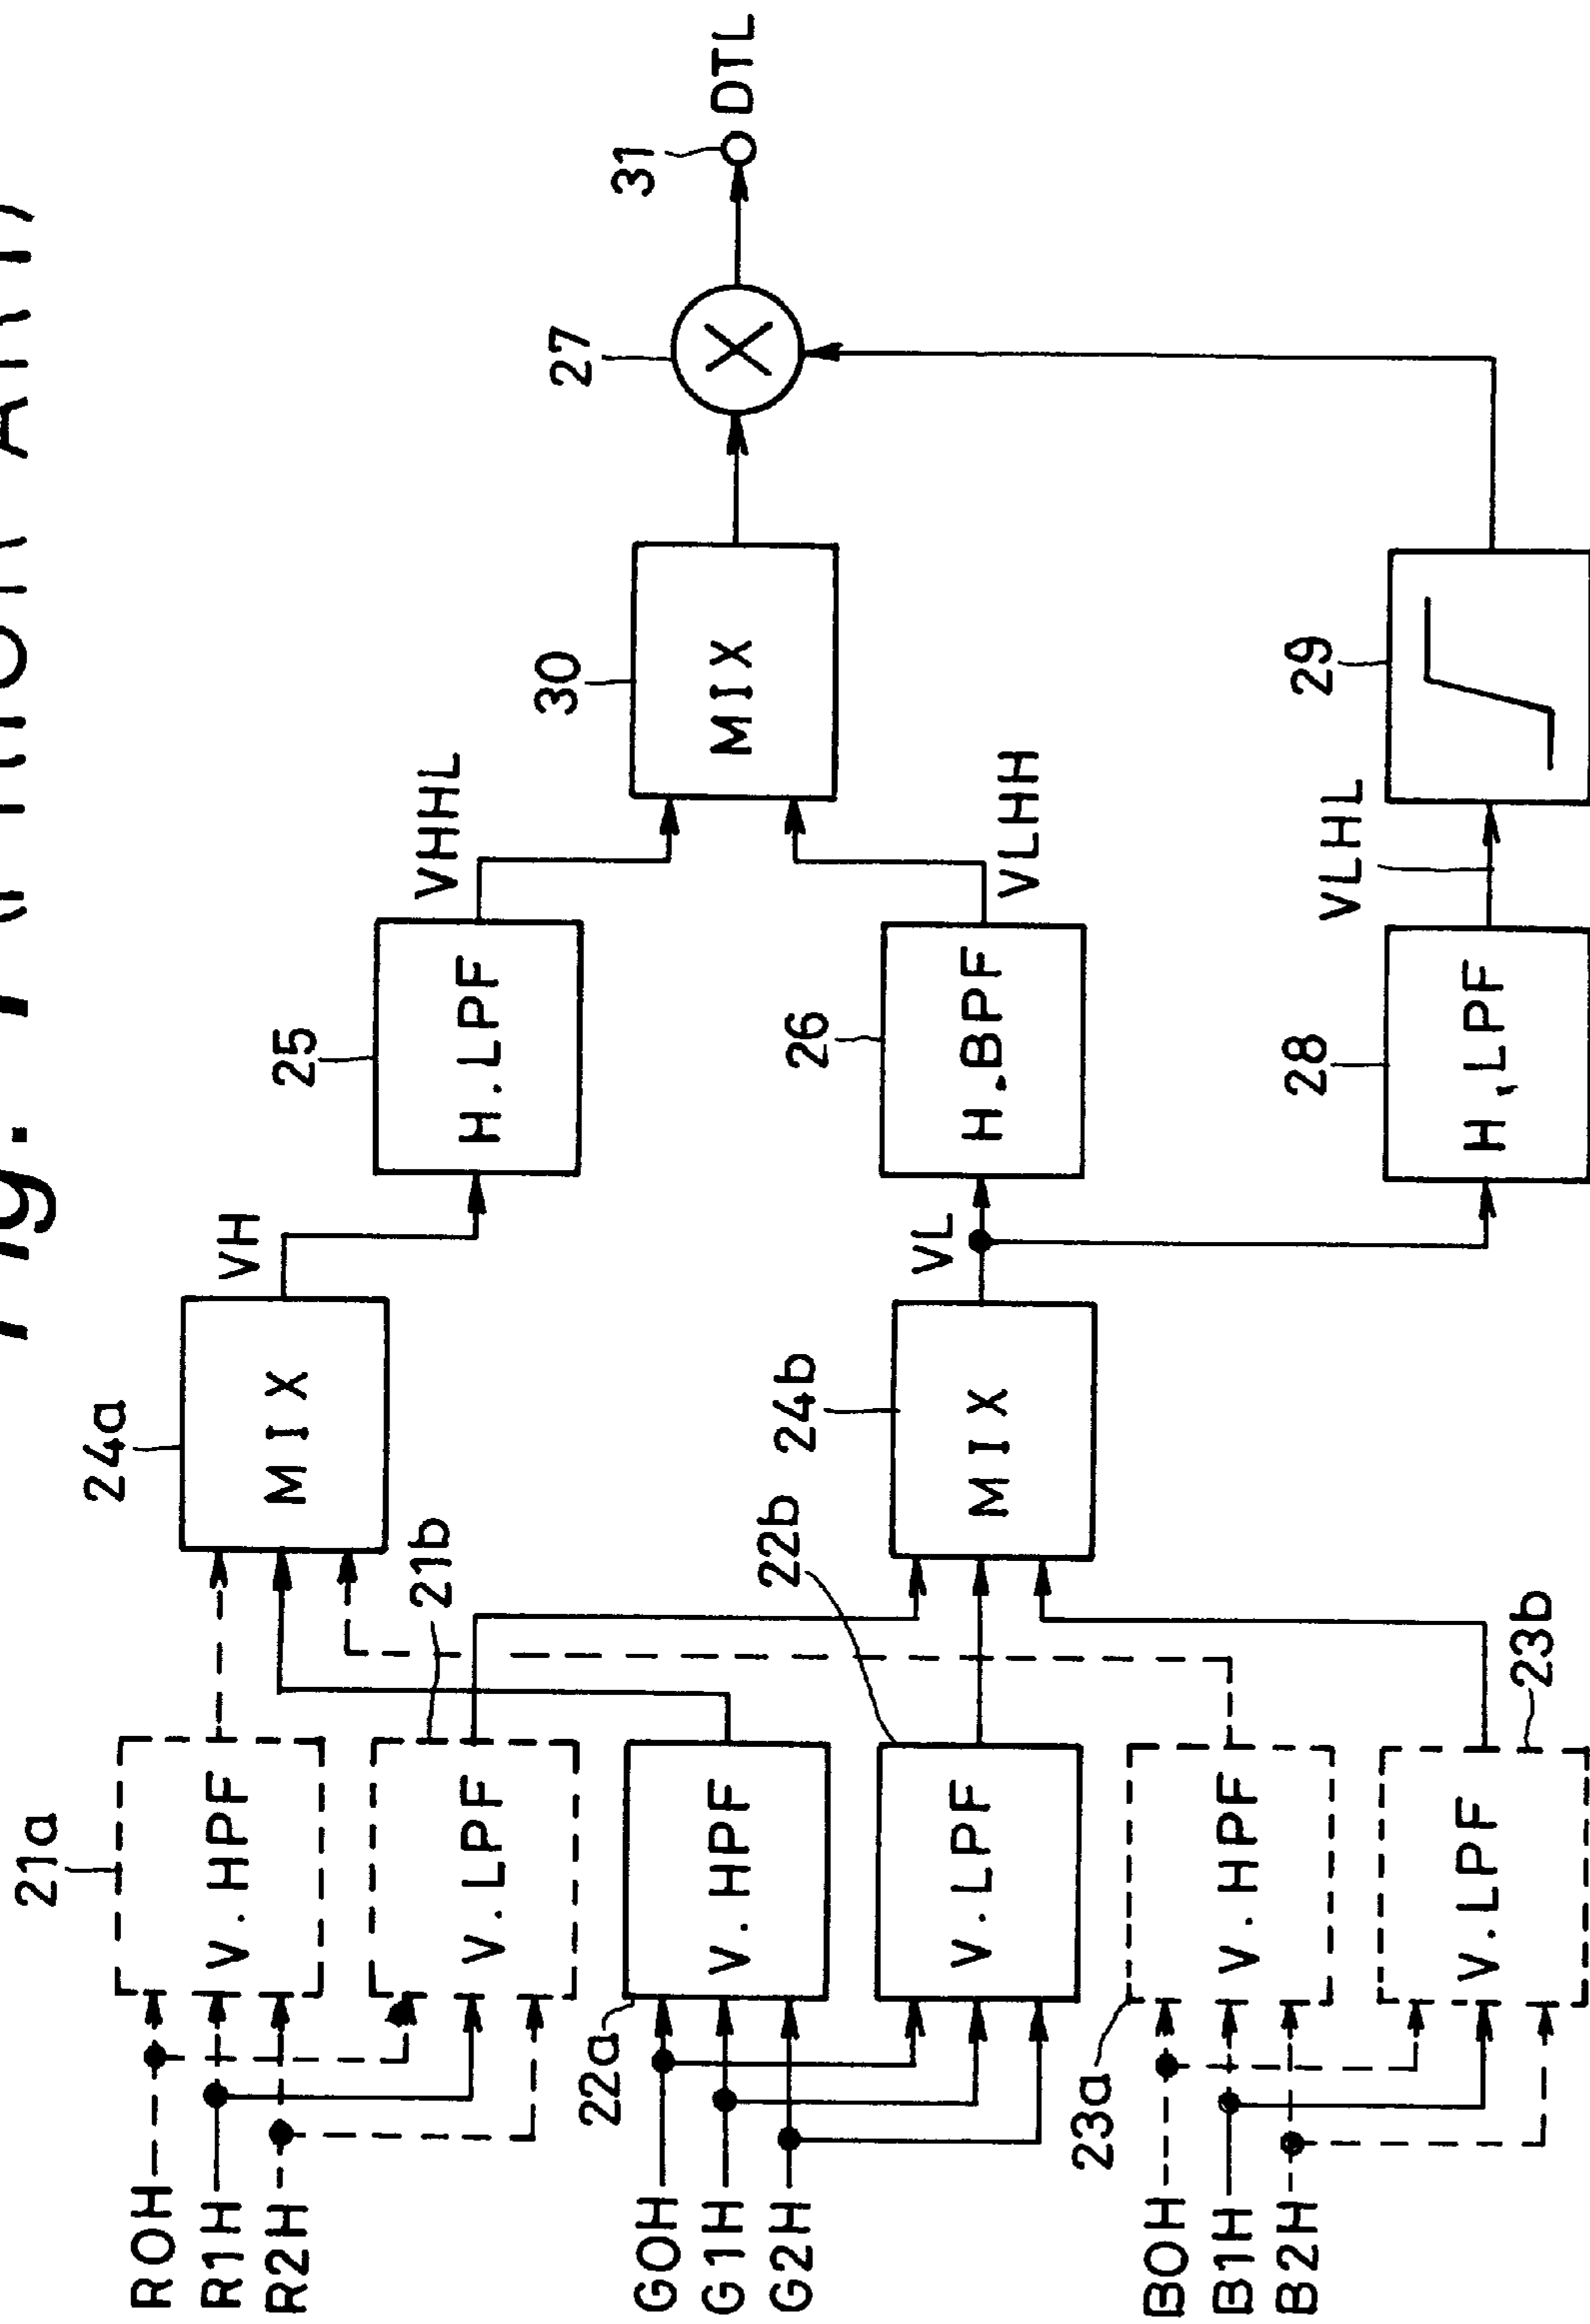 Fig. 1 (PRIOR ART)
21a
R0H
R1H
R2H
V. HPF
24a
MIX
VH
25
H. LPF
VHHL
21b
V. LPF
30
MIX
27
31
DTL
22a
G0H
G1H
G2H
V. HPF
22b
V. LPF
24b
MIX
VL
26
H. BPF
VLHH
23a
B0H
B1H
B2H
V. HPF
23b
V. LPF
28
H. LPF
VLHL
29